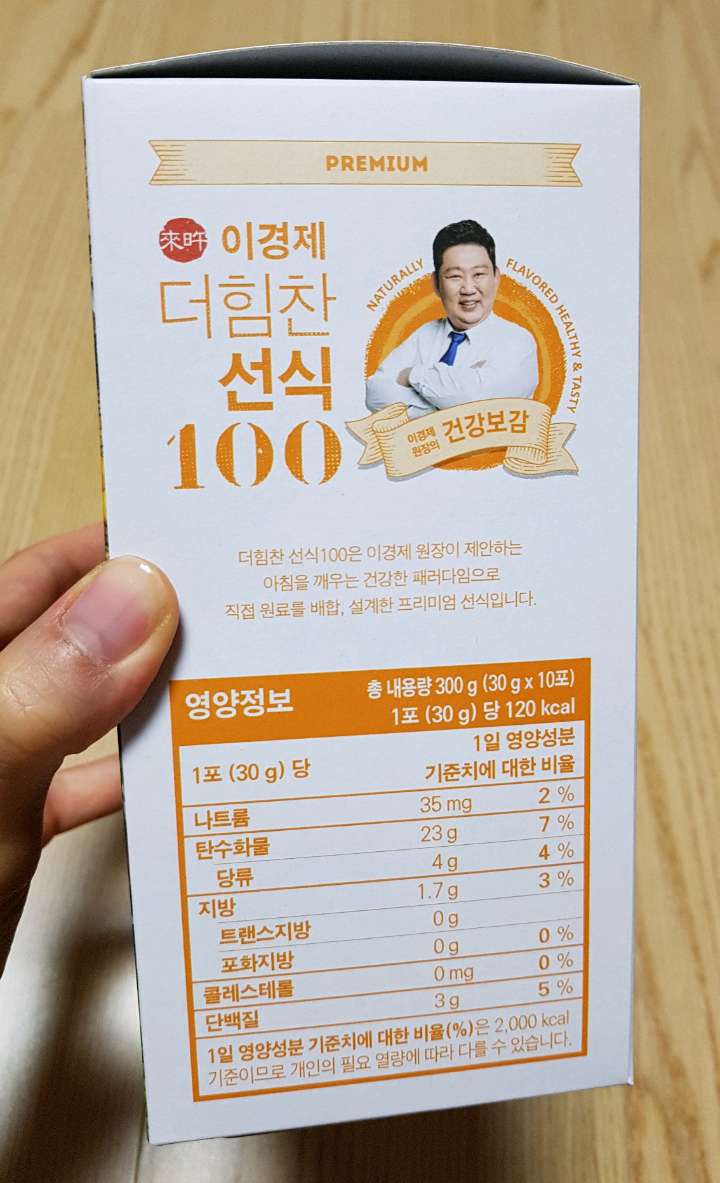 PREMIUM
來昕 이경제
더힘찬
선식
100
NATURALLY FLAVORED HEALTHY & TASTY
이경제
원장의
건강보감
더힘찬 선식100은 이경제 원장이 제안하는
아침을 깨우는 건강한 패러다임으로
직접 원료를 배합, 설계한 프리미엄 선식입니다.
영양정보
총 내용량 300 g (30 g x 10포)
1포 (30 g) 당 120 kcal
1포 (30 g) 당
1일 영양성분
기준치에 대한 비율
나트륨 35 mg 2 %
탄수화물 23 g 7 %
당류 4 g 4 %
지방 1.7 g 3 %
트랜스지방 0 g
포화지방 0 g 0 %
콜레스테롤 0 mg 0 %
단백질 3 g 5 %
1일 영양성분 기준치에 대한 비율(%)은 2,000 kcal
기준이므로 개인의 필요 열량에 따라 다를 수 있습니다.